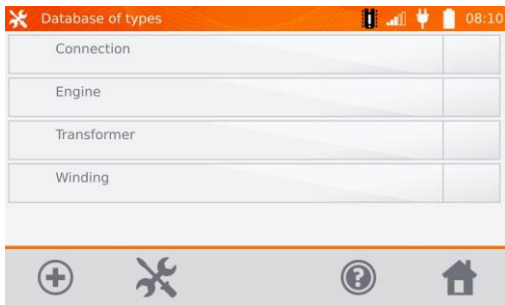 Database of types
08:10
Connection
Engine
Transformer
Winding